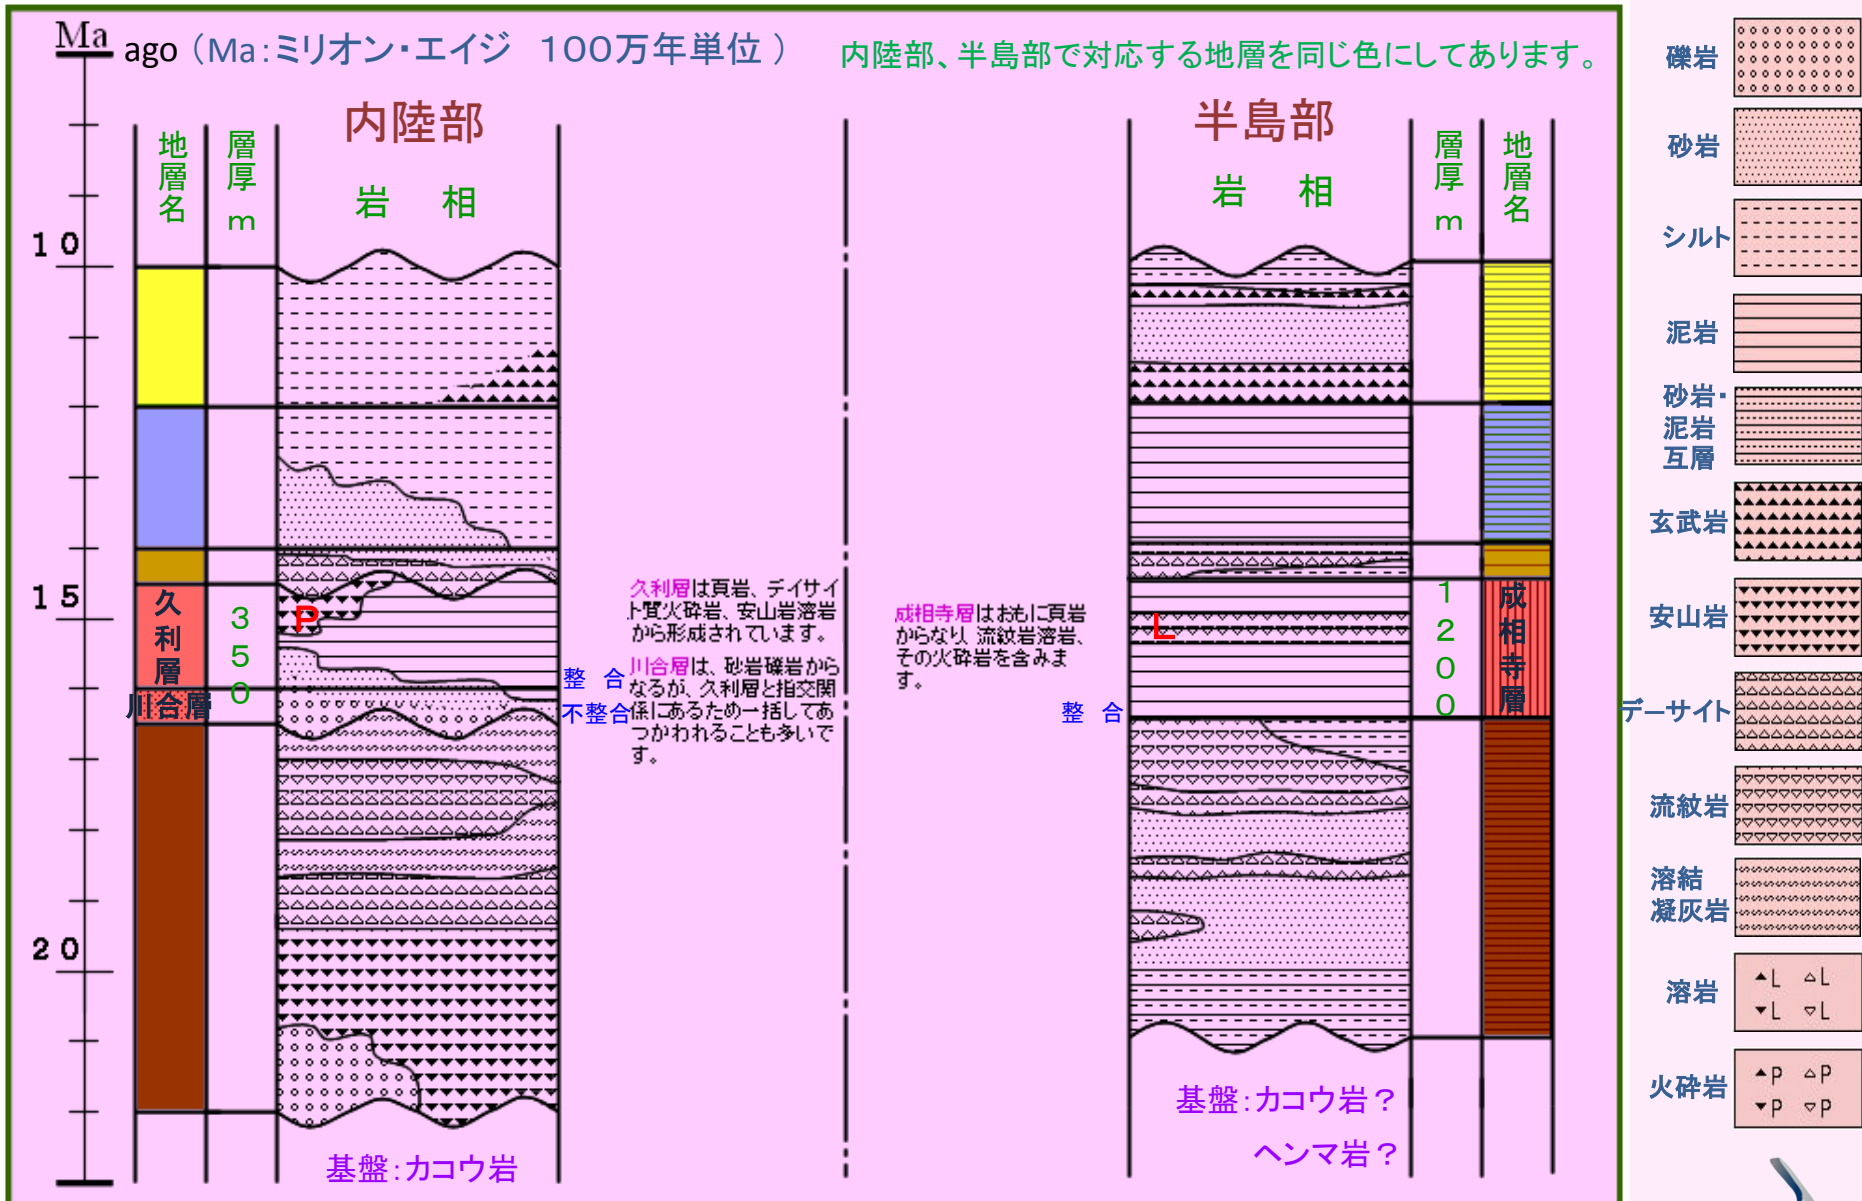 Ma ago（Ma：ミリオン・エイジ　100万年単位 ）
内陸部、半島部で対応する地層を同じ色にしてあります。
内陸部
半島部
地層名
層厚m
岩　相
岩　相
層厚m
地層名
10
15
20
久利層
350
川合層
P
整 合
不整合
久利層は頁岩、デイサイ
ト質火砕岩、安山岩溶岩
から形成されています。
川合層は、砂岩礫岩から
なるが、久利層と指交関
係にあるため一括してあ
つかわれることも多いで
す。
成相寺層はおもに頁岩
からなり、流紋岩溶岩、
その火砕岩を含みま
す。
整 合
L
1200
成相寺層
基盤：カコウ岩
基盤：カコウ岩？
ヘンマ岩？
礫岩
砂岩
シルト
泥岩
砂岩・
泥岩
互層
玄武岩
安山岩
デーサイト
流紋岩
溶結
凝灰岩
溶岩
▲L △L
▼L ▽L
火砕岩
▲P △P
▼P ▽P